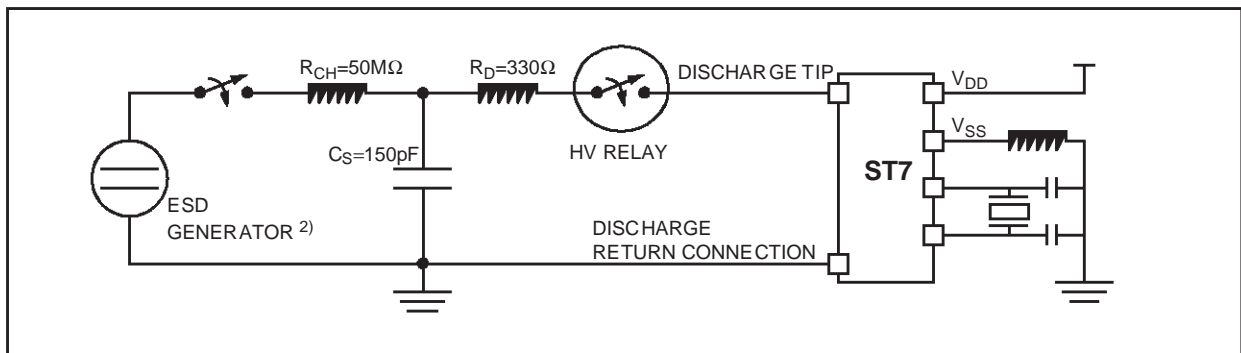 R_CH=50MΩ
R_D=330Ω
DISCHARGE TIP
V_DD
V_SS
HV RELAY
C_S=150pF
ST7
ESD
GENERATOR 2)
DISCHARGE
RETURN CONNECTION